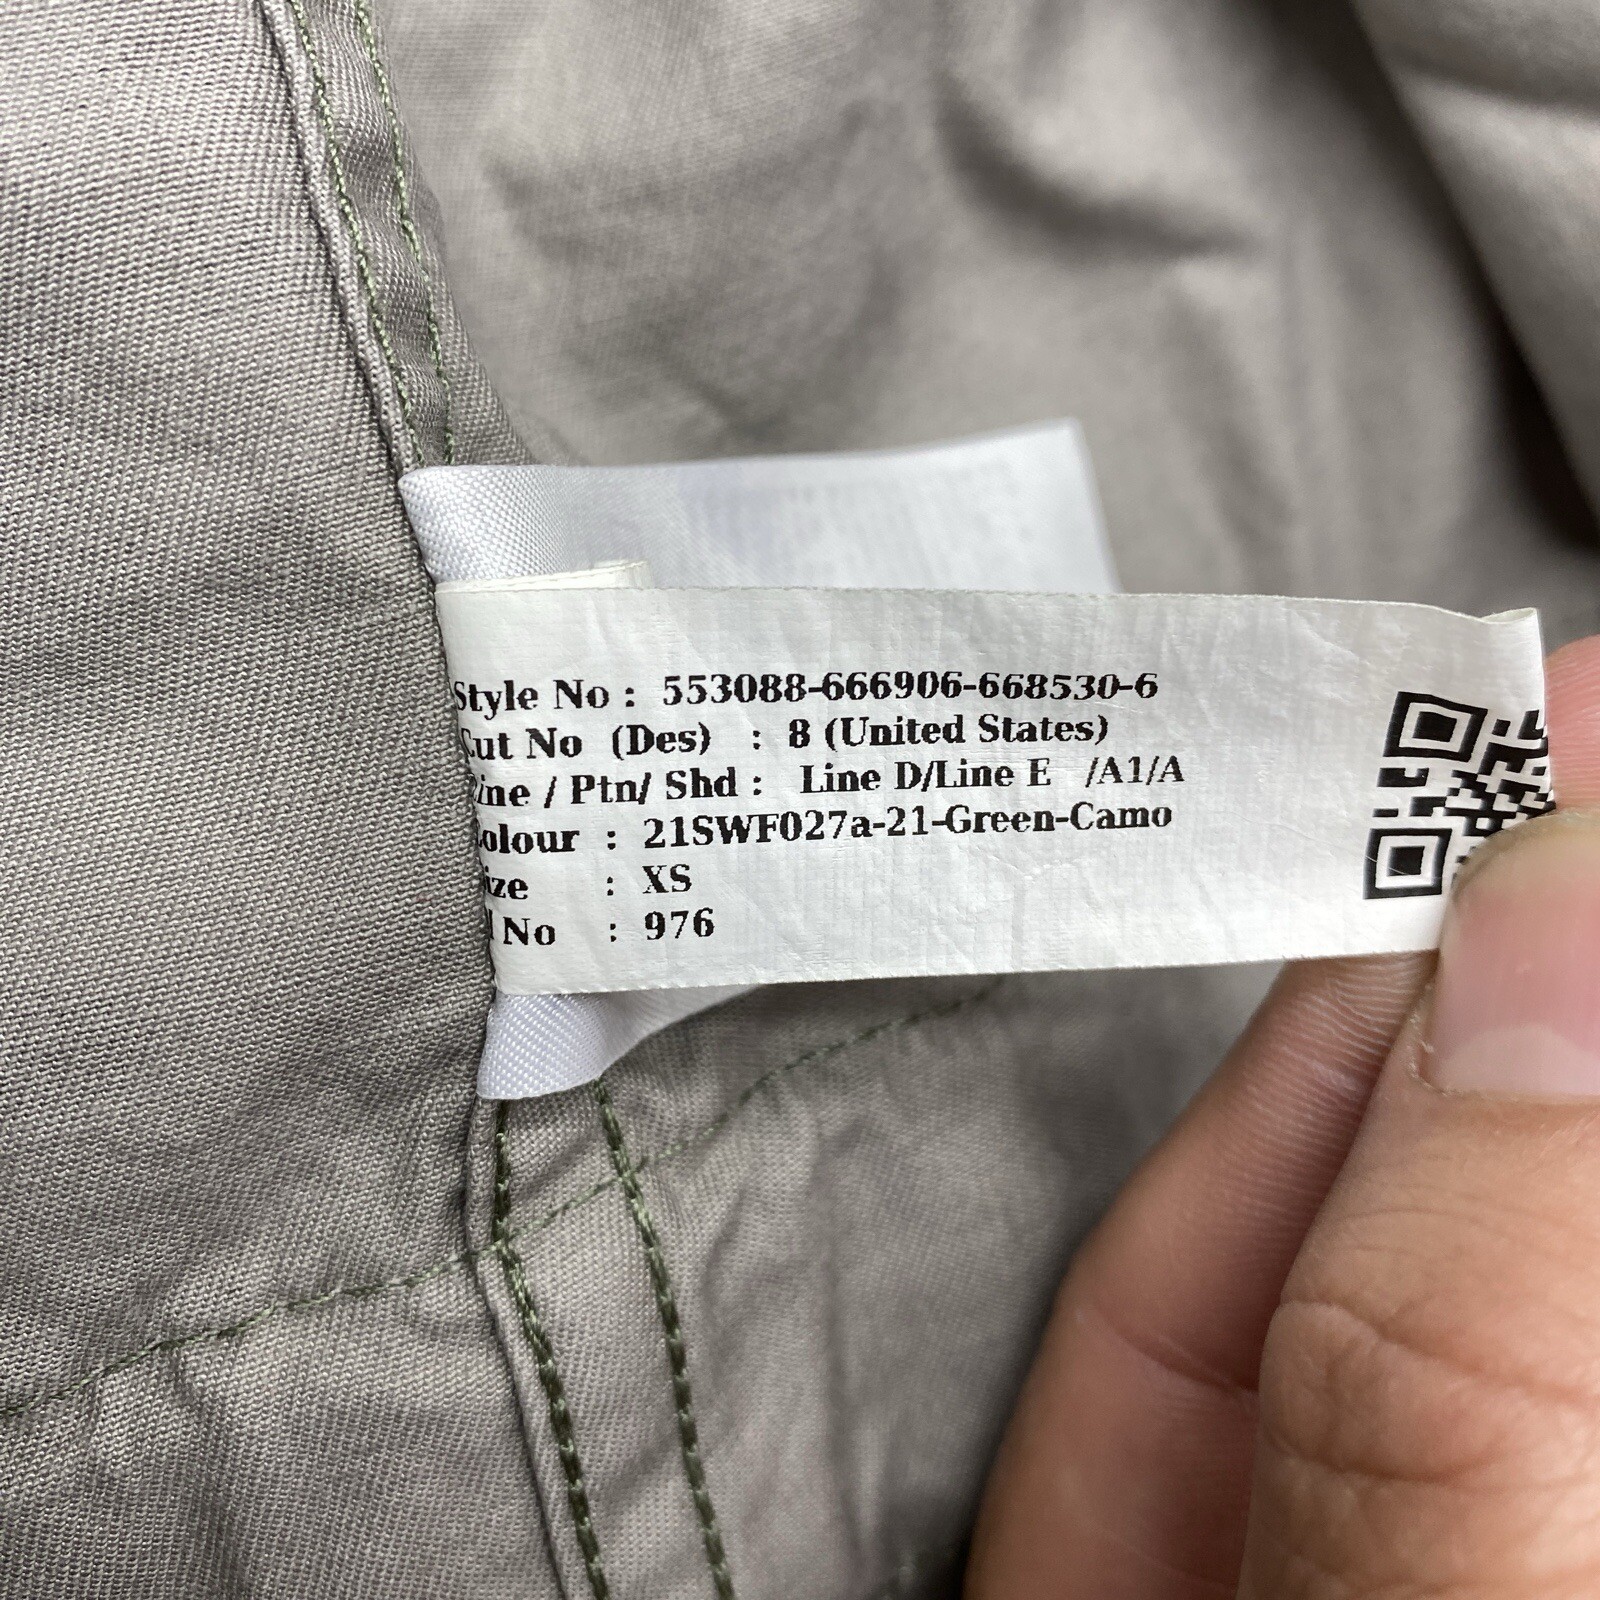 Style No : 553088-666906-668530-6
Cut No (Des) : 8 (United States)
Line / Ptn/ Shd : Line D/Line E /A1/A
Colour : 21SWF027a-21-Green-Camo
Size : XS
No : 976